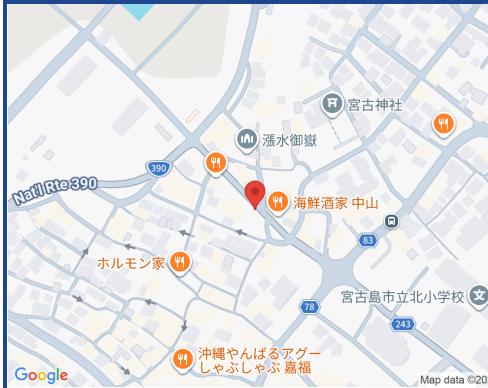 宮古神社
漲水御嶽
390
Nat'l Rte 390
海鮮酒家 中山
83
ホルモン家
宮古島市立北小学校
78
243
沖縄やんばるアグー
しゃぶしゃぶ 嘉福
Google
Map data ©20